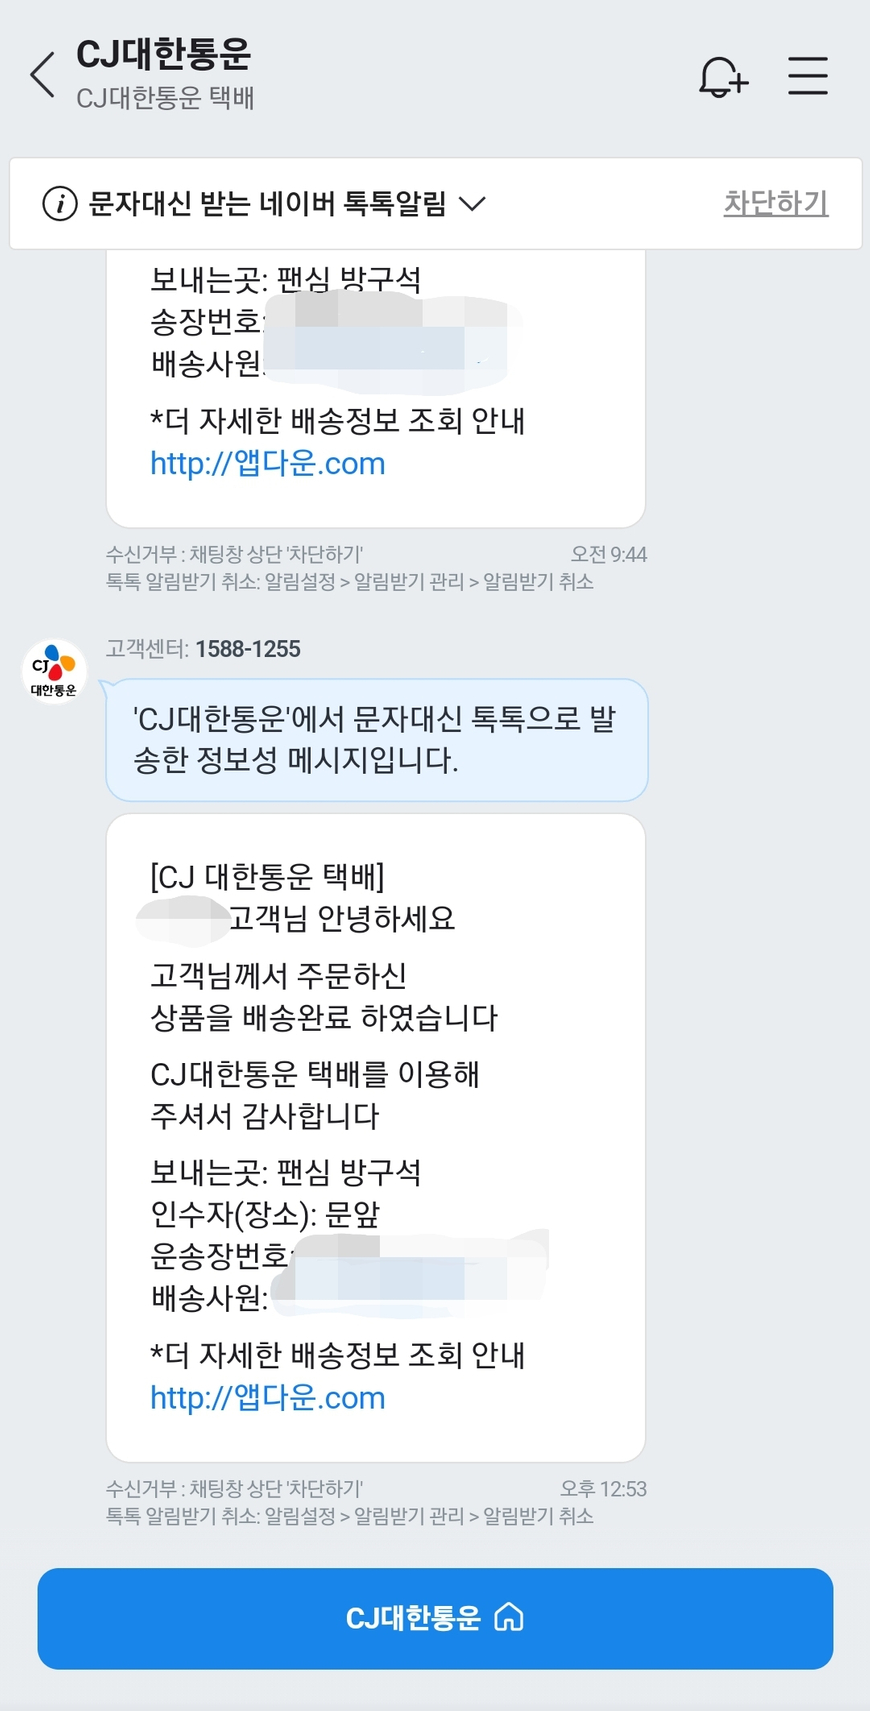 CJ대한통운
CJ대한통운 택배
문자대신 받는 네이버 톡톡알림
차단하기
보내는곳: 팬심 방구석
송장번호:
배송사원:
*더 자세한 배송정보 조회 안내
http://앱다운.com
수신거부 : 채팅창 상단 '차단하기'
오전 9:44
톡톡 알림받기 취소: 알림설정 > 알림받기 관리 > 알림받기 취소
고객센터: 1588-1255
CJ
대한통운
'CJ대한통운'에서 문자대신 톡톡으로 발
송한 정보성 메시지입니다.
[CJ 대한통운 택배]
고객님 안녕하세요
고객님께서 주문하신
상품을 배송완료 하였습니다
CJ대한통운 택배를 이용해
주셔서 감사합니다
보내는곳: 팬심 방구석
인수자(장소): 문앞
운송장번호:
배송사원:
*더 자세한 배송정보 조회 안내
http://앱다운.com
수신거부 : 채팅창 상단 '차단하기'
오후 12:53
톡톡 알림받기 취소: 알림설정 > 알림받기 관리 > 알림받기 취소
CJ대한통운